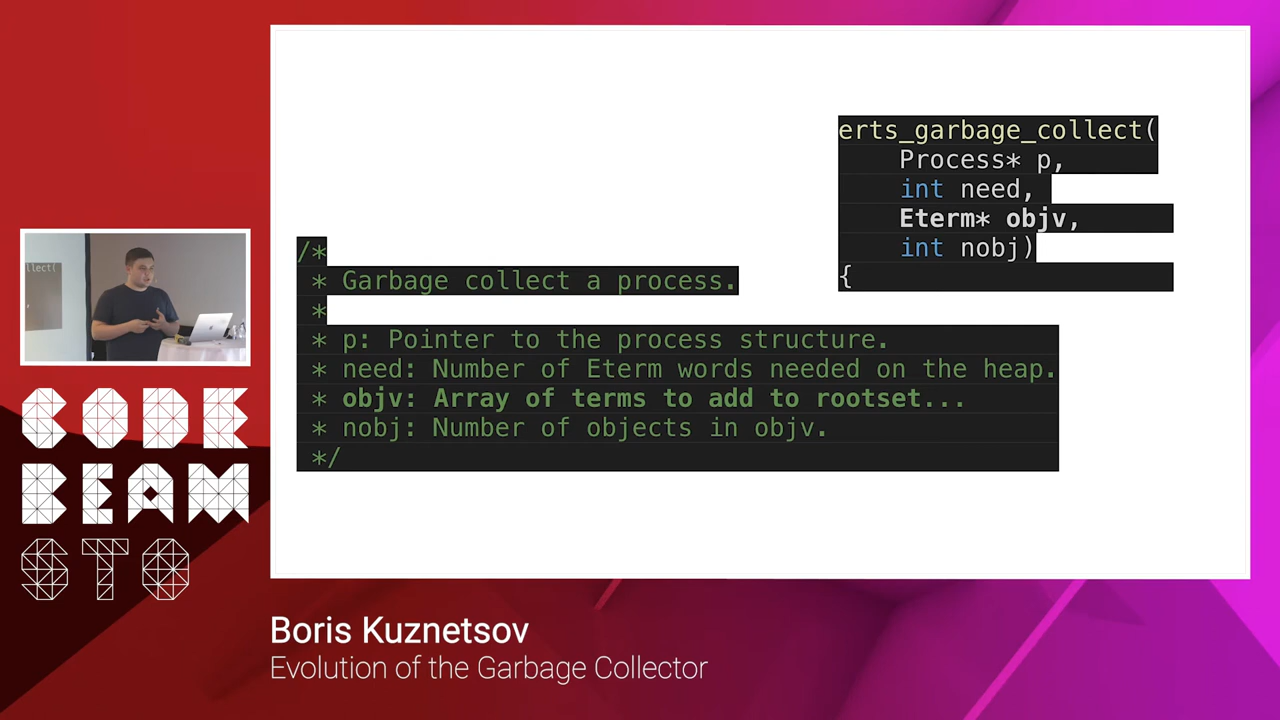 erts_garbage_collect(
Process* p,
int need,
Eterm* objv,
int nobj)
{
/*
* Garbage collect a process.
*
* p: Pointer to the process structure.
* need: Number of Eterm words needed on the heap.
* objv: Array of terms to add to rootset...
* nobj: Number of objects in objv.
*/
llect(
CODE
BEAM
STO
Boris Kuznetsov
Evolution of the Garbage Collector